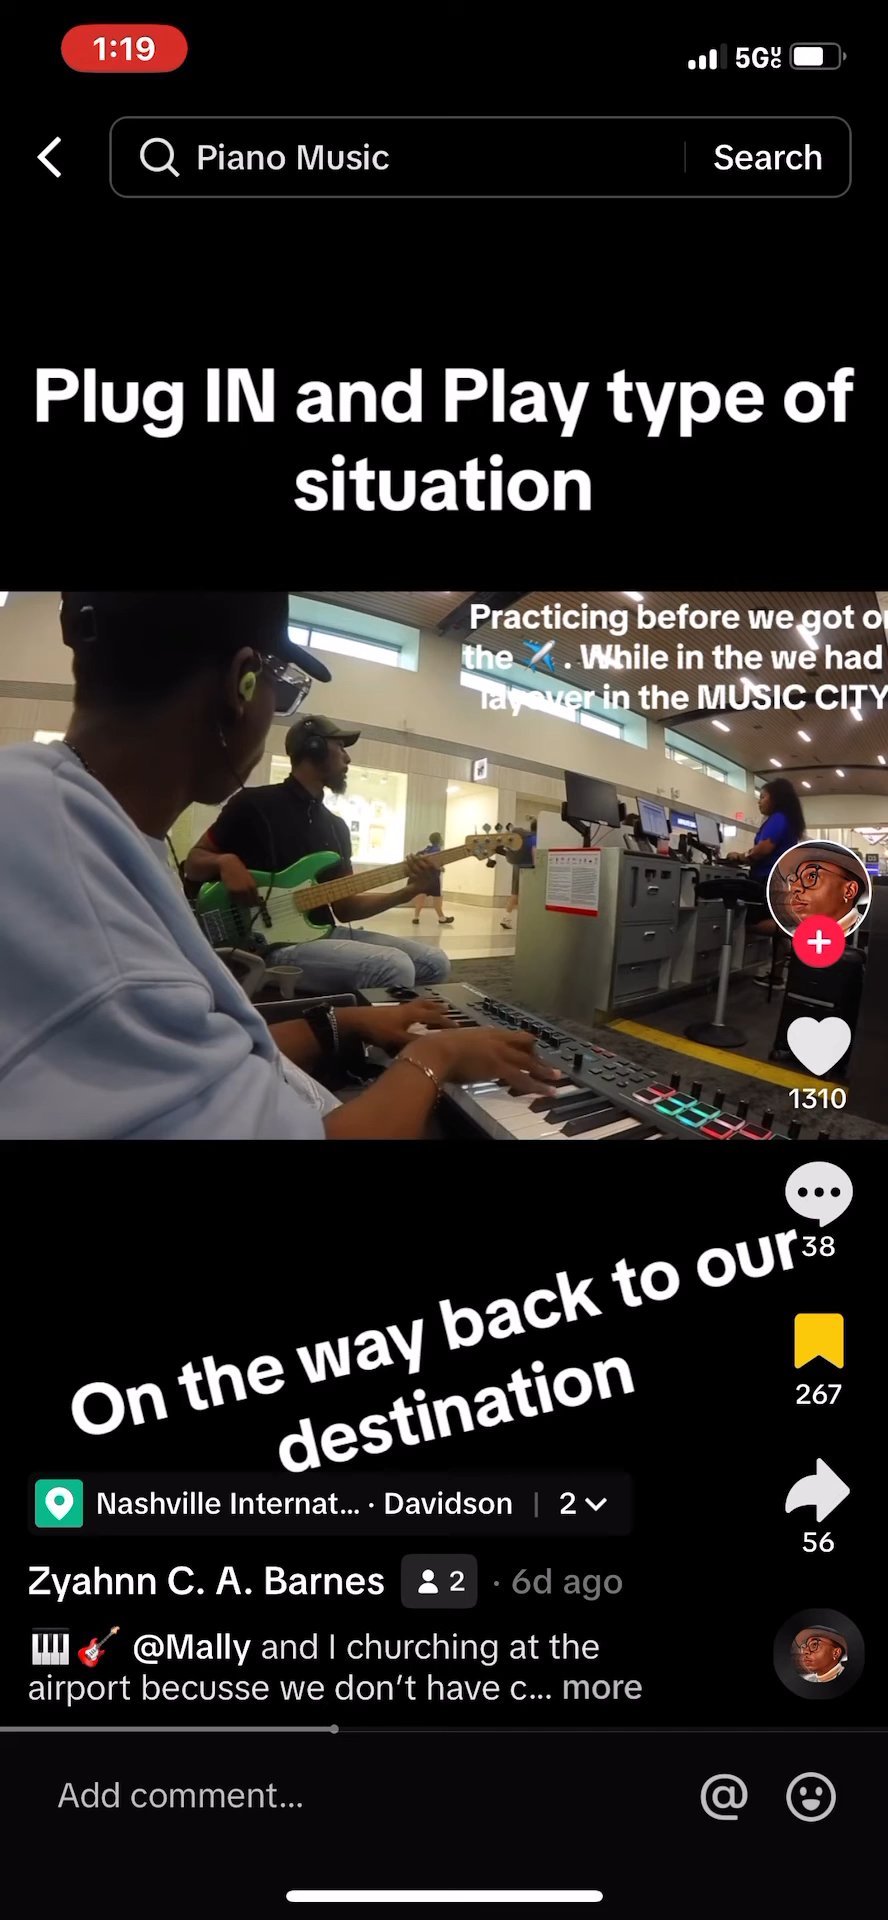 1:19
5G UC
Piano Music
Search
Plug IN and Play type of
situation
Practicing before we got o
the ✈️ . While in the we had
layover in the MUSIC CITY
1310
38
On the way back to our
destination
267
Nashville Internat... · Davidson | 2
56
Zyahnn C. A. Barnes 2 · 6d ago
🎹🎸 @Mally and I churching at the
airport becusse we don’t have c... more
Add comment...